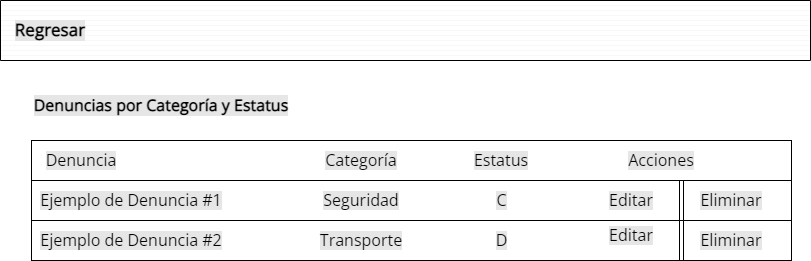 Regresar
Denuncias por Categoría y Estatus
Denuncia Categoría Estatus Acciones
Ejemplo de Denuncia #1 Seguridad C Editar Eliminar
Ejemplo de Denuncia #2 Transporte D Editar Eliminar